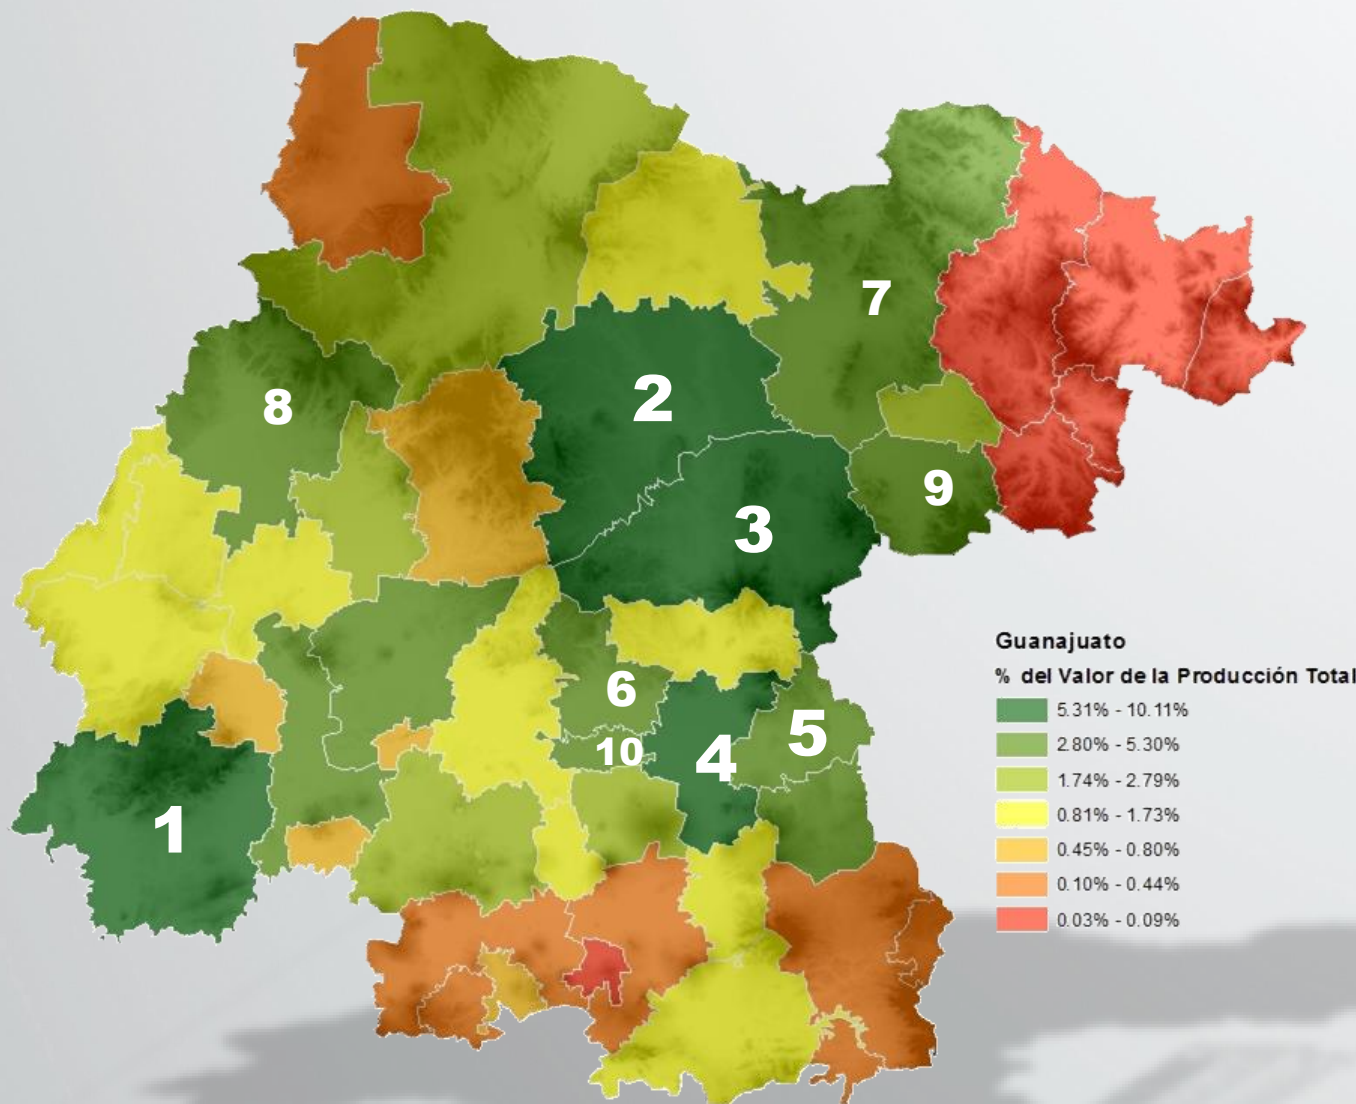 7
2
8
9
3
6
5
10
4
1
Guanajuato
% del Valor de la Producción Total
5.31% - 10.11%
2.80% - 5.30%
1.74% - 2.79%
0.81% - 1.73%
0.45% - 0.80%
0.10% - 0.44%
0.03% - 0.09%